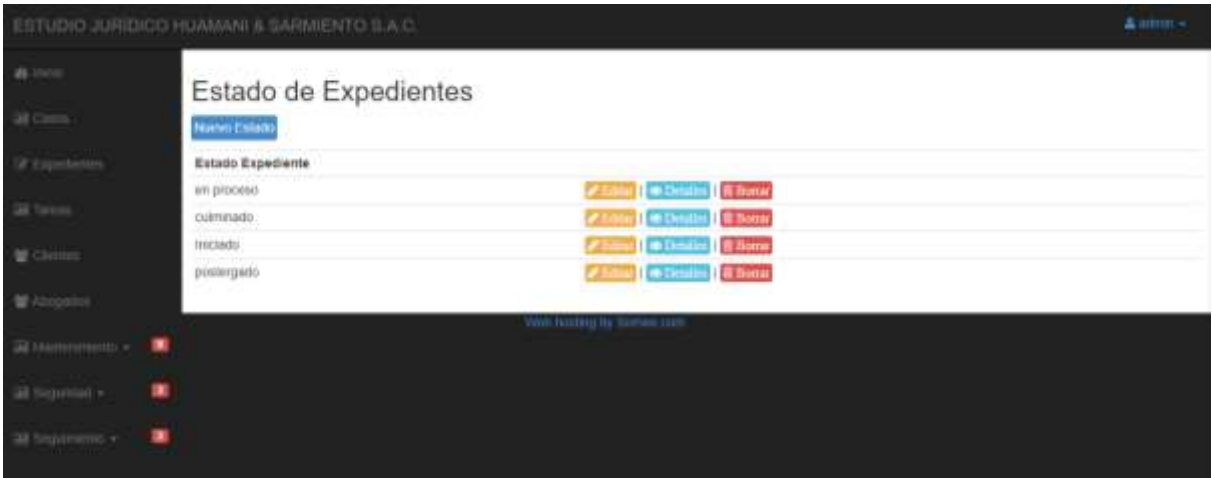 ESTUDIO JURÍDICO HUAMANI & SARMIENTO S.A.C.
admin
Inicio
Casos
Expedientes
Tareas
Clientes
Abogados
Mantenimiento
Seguridad
Seguimiento
Estado de Expedientes
Nuevo Estado
Estado Expediente
en proceso Editar | Detalles | Borrar
culminado Editar | Detalles | Borrar
Iniciado Editar | Detalles | Borrar
postergado Editar | Detalles | Borrar
Web hosting by Somee.com